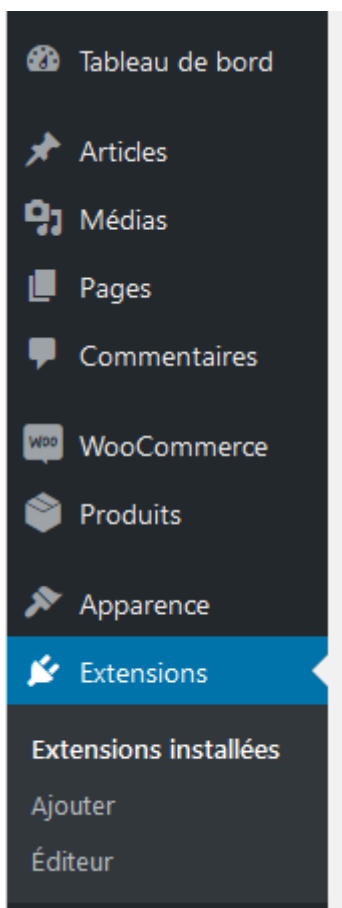 Tableau de bord
Articles
Médias
Pages
Commentaires
Woo WooCommerce
Produits
Apparence
Extensions
Extensions installées
Ajouter
Éditeur